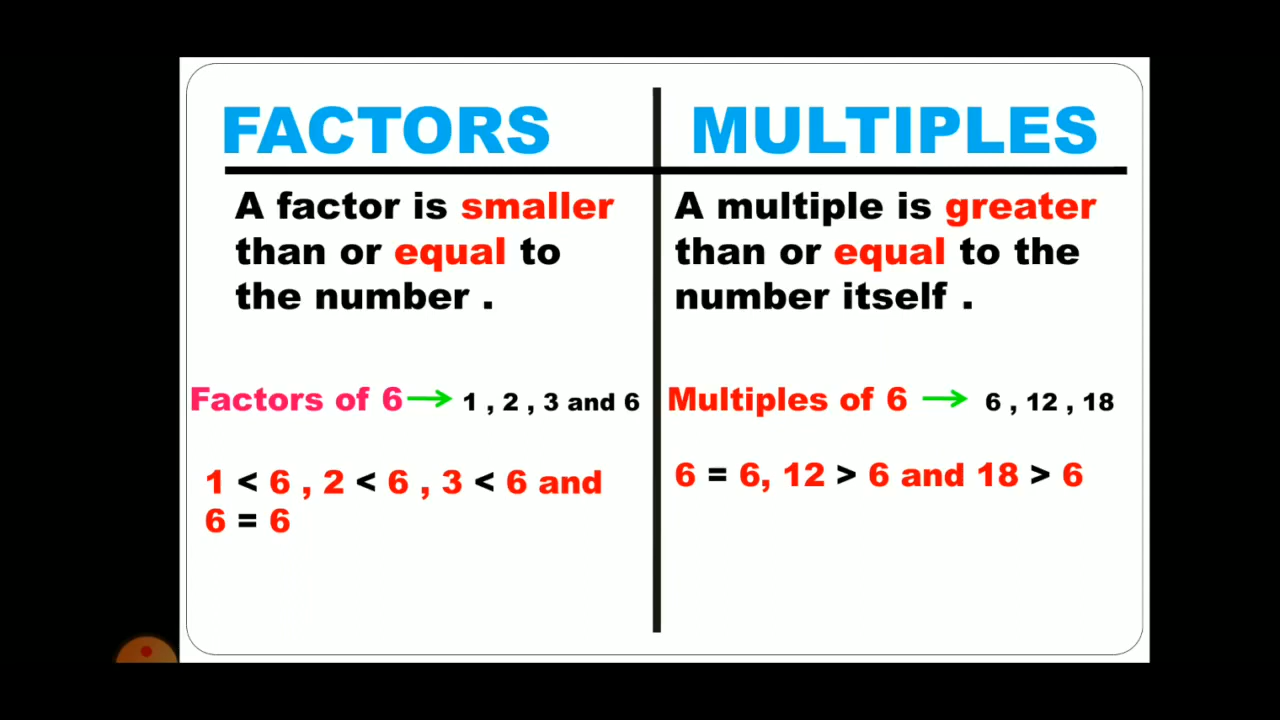 FACTORS
A factor is smaller
than or equal to
the number .
Factors of 6 → 1 , 2 , 3 and 6
1 < 6 , 2 < 6 , 3 < 6 and
6 = 6
MULTIPLES
A multiple is greater
than or equal to the
number itself .
Multiples of 6 → 6 , 12 , 18
6 = 6, 12 > 6 and 18 > 6